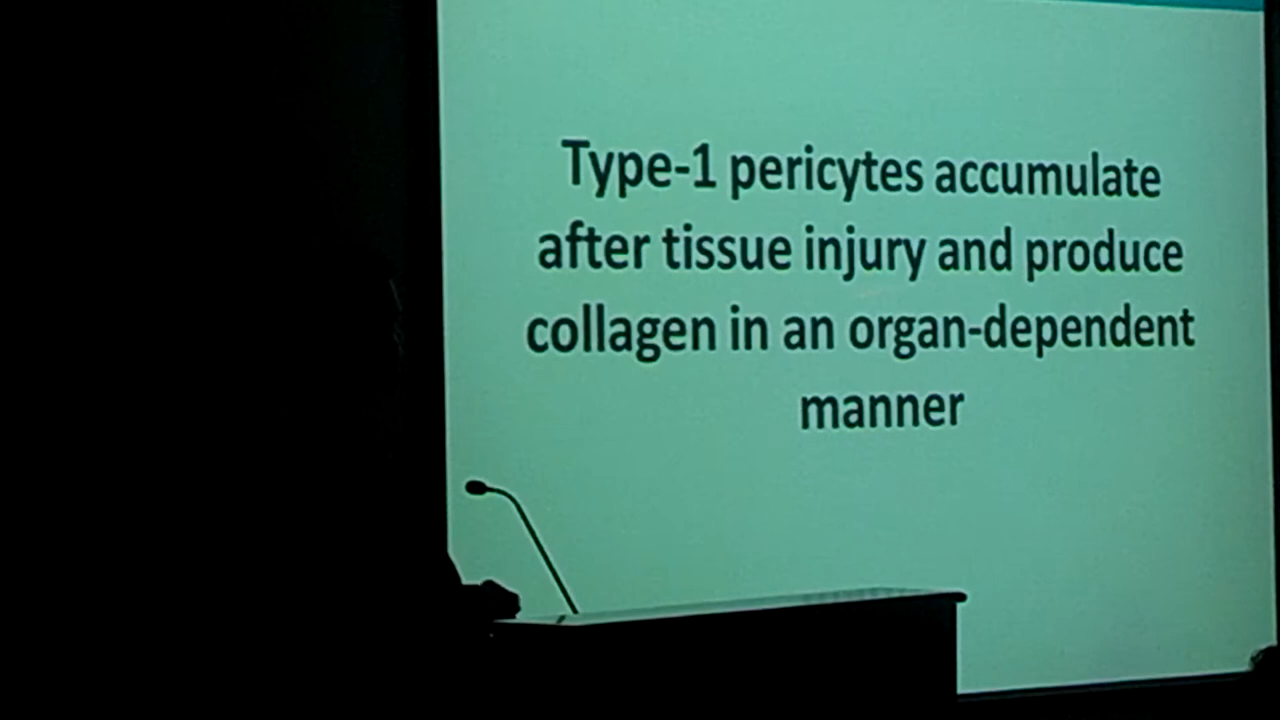 Type-1 pericytes accumulate
after tissue injury and produce
collagen in an organ-dependent
manner